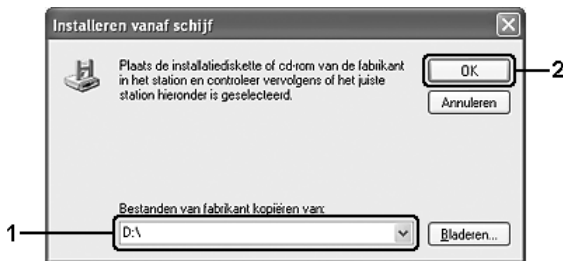 Installeren vanaf schijf
Plaats de installatiediskette of cd-rom van de fabrikant
in het station en controleer vervolgens of het juiste
station hieronder is geselecteerd.
OK
2
Annuleren
Bestanden van fabrikant kopiëren van:
1
D:\
Bladeren...